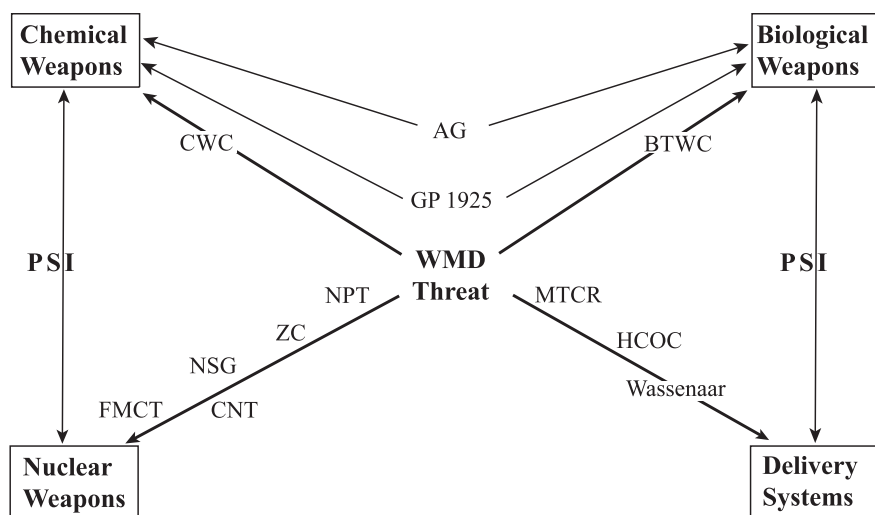 Chemical
Weapons
Biological
Weapons
AG
CWC
BTWC
GP 1925
PSI
WMD
Threat
PSI
NPT
MTCR
ZC
HCOC
NSG
Wassenaar
FMCT
CNT
Nuclear
Weapons
Delivery
Systems